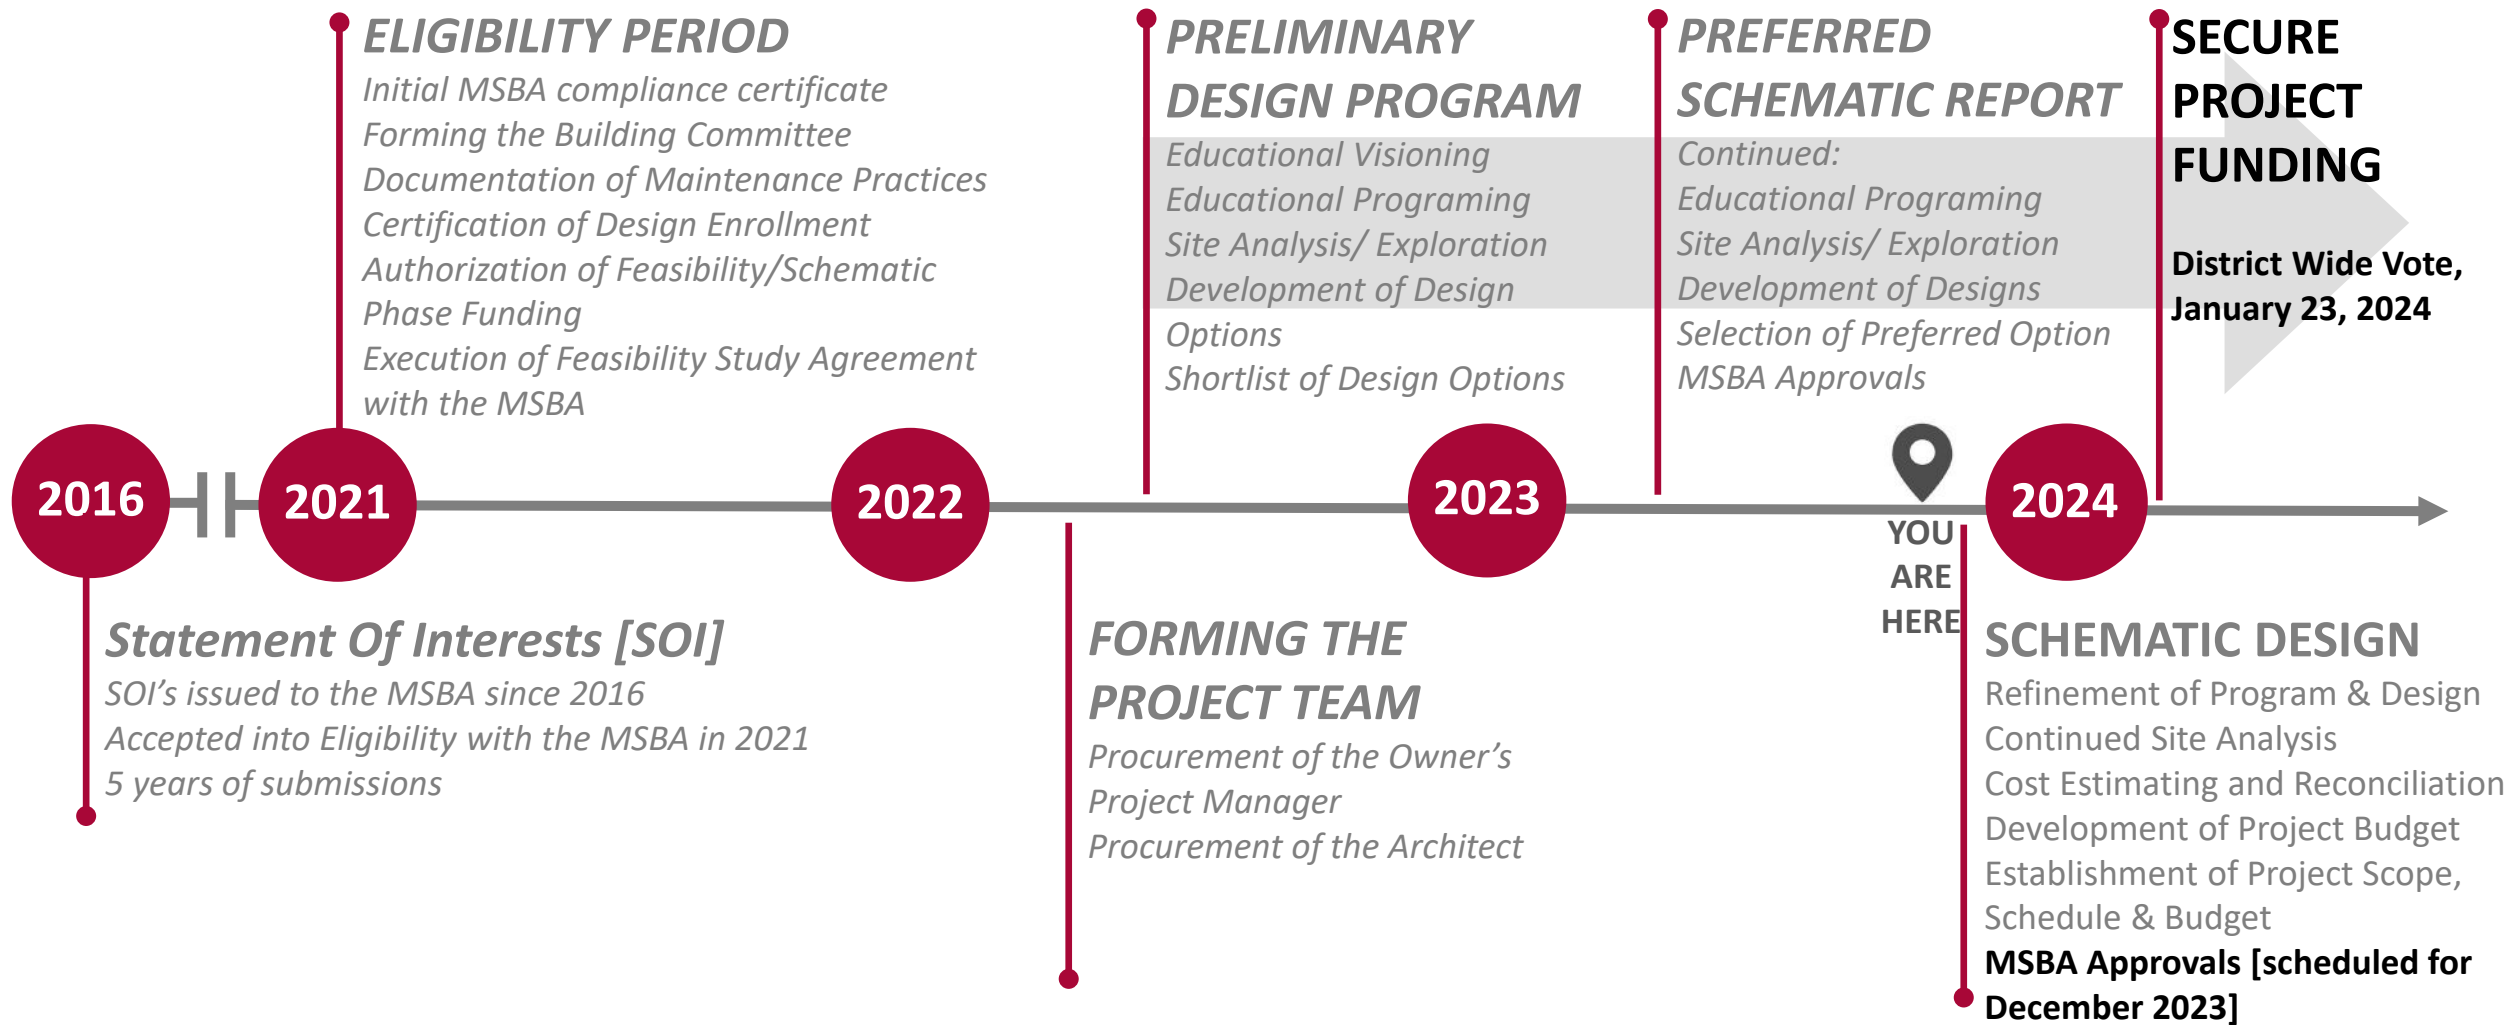 ELIGIBILITY PERIOD
Initial MSBA compliance certificate
Forming the Building Committee
Documentation of Maintenance Practices
Certification of Design Enrollment
Authorization of Feasibility/Schematic
Phase Funding
Execution of Feasibility Study Agreement
with the MSBA
PRELIMINARY
DESIGN PROGRAM
Educational Visioning
Educational Programing
Site Analysis/ Exploration
Development of Design
Options
Shortlist of Design Options
PREFERRED
SCHEMATIC REPORT
Continued:
Educational Programing
Site Analysis/ Exploration
Development of Designs
Selection of Preferred Option
MSBA Approvals
SECURE
PROJECT
FUNDING
District Wide Vote,
January 23, 2024
2016
2021
2022
2023
2024
YOU
ARE
HERE
Statement Of Interests [SOI]
SOI’s issued to the MSBA since 2016
Accepted into Eligibility with the MSBA in 2021
5 years of submissions
FORMING THE
PROJECT TEAM
Procurement of the Owner’s
Project Manager
Procurement of the Architect
SCHEMATIC DESIGN
Refinement of Program & Design
Continued Site Analysis
Cost Estimating and Reconciliation
Development of Project Budget
Establishment of Project Scope,
Schedule & Budget
MSBA Approvals [scheduled for
December 2023]